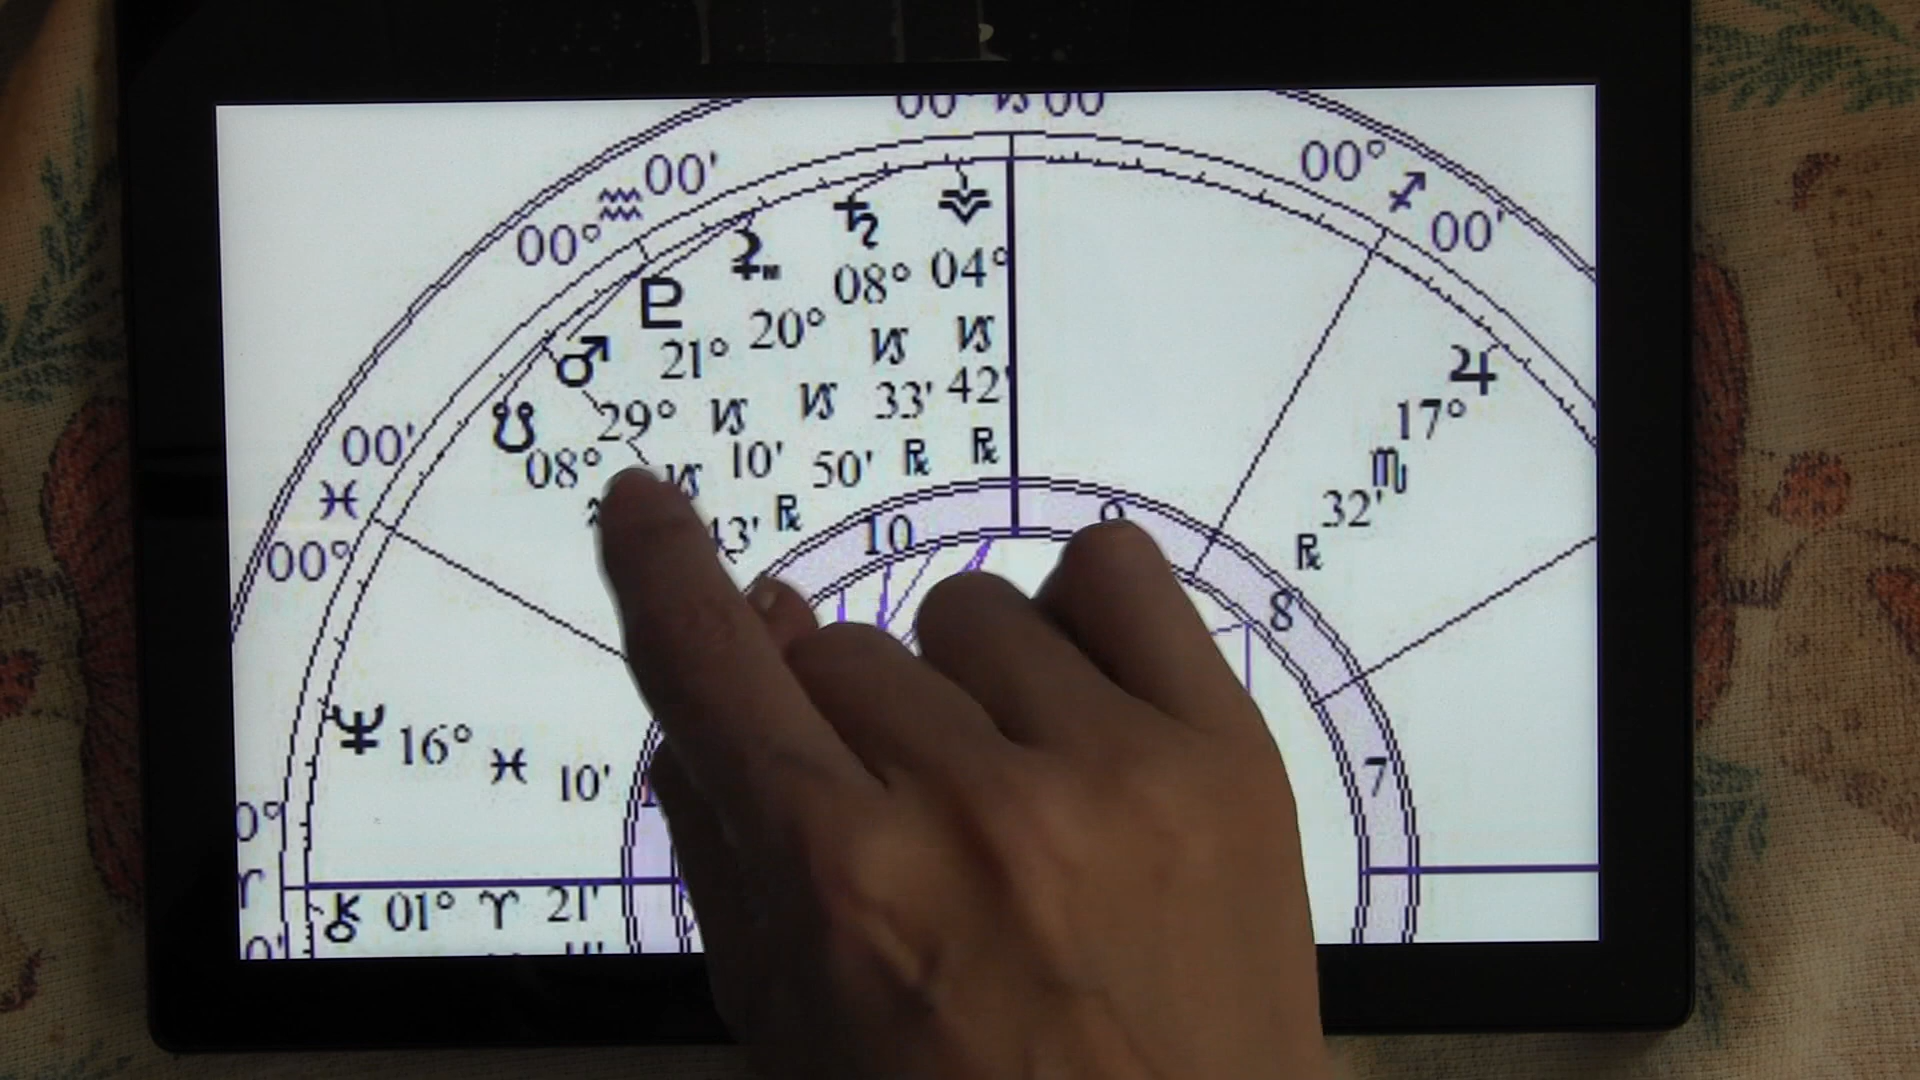 00° ♑ 00
00° ♒ 00'
00° ♐ 00'
♄ 08° ♑ 33' ℞
04° ♑ 42' ℞
20° ♑ 50'
♇ 21° ♑ 10' ℞
♂ 29° ♑ 43'
☋ 08°
♃ 17° ♏ 32' ℞
00' ♓ 00°
♆ 16° ♓ 10'
♈
⚷ 01° ♈ 21'
10
9
8
7